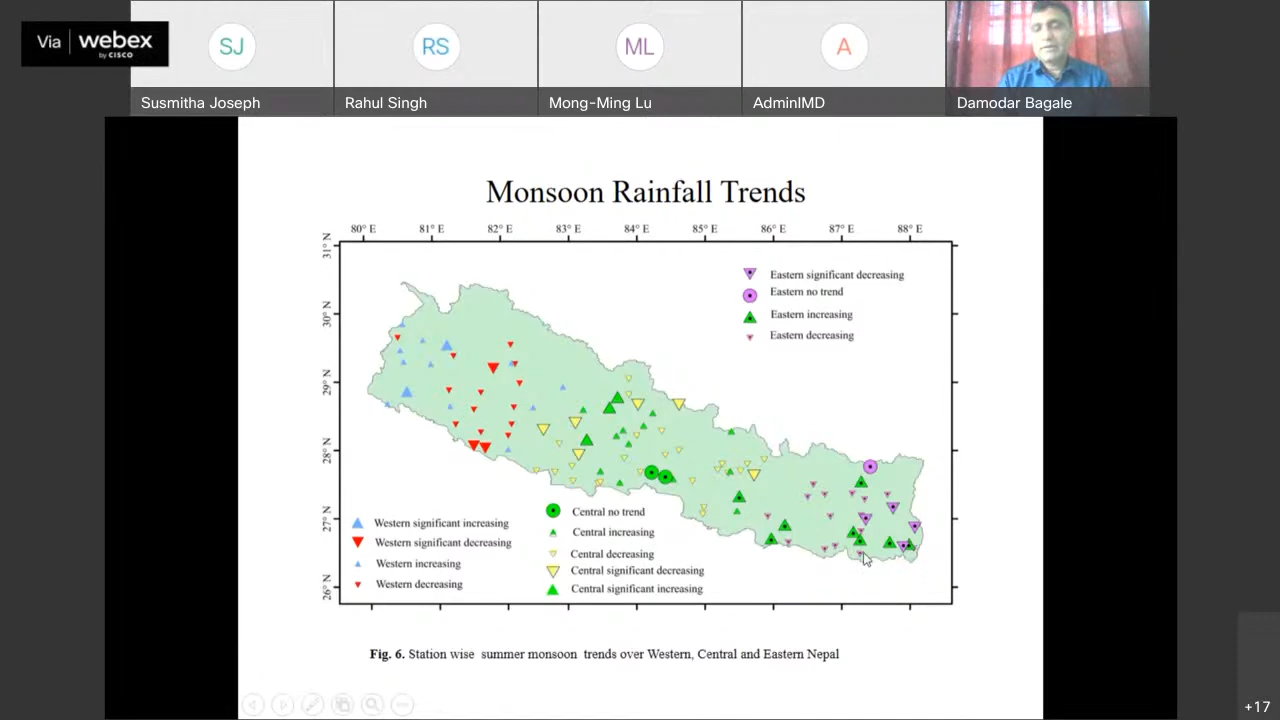 Via webex
by CISCO
SJ
RS
ML
A
Susmitha Joseph
Rahul Singh
Mong-Ming Lu
AdminIMD
Damodar Bagale
Monsoon Rainfall Trends
80° E 81° E 82° E 83° E 84° E 85° E 86° E 87° E 88° E
31° N
30° N
29° N
28° N
27° N
26° N
Eastern significant decreasing
Eastern no trend
Eastern increasing
Eastern decreasing
Western significant increasing
Western significant decreasing
Western increasing
Western decreasing
Central no trend
Central increasing
Central decreasing
Central significant decreasing
Central significant increasing
Fig. 6. Station wise summer monsoon trends over Western, Central and Eastern Nepal
+17